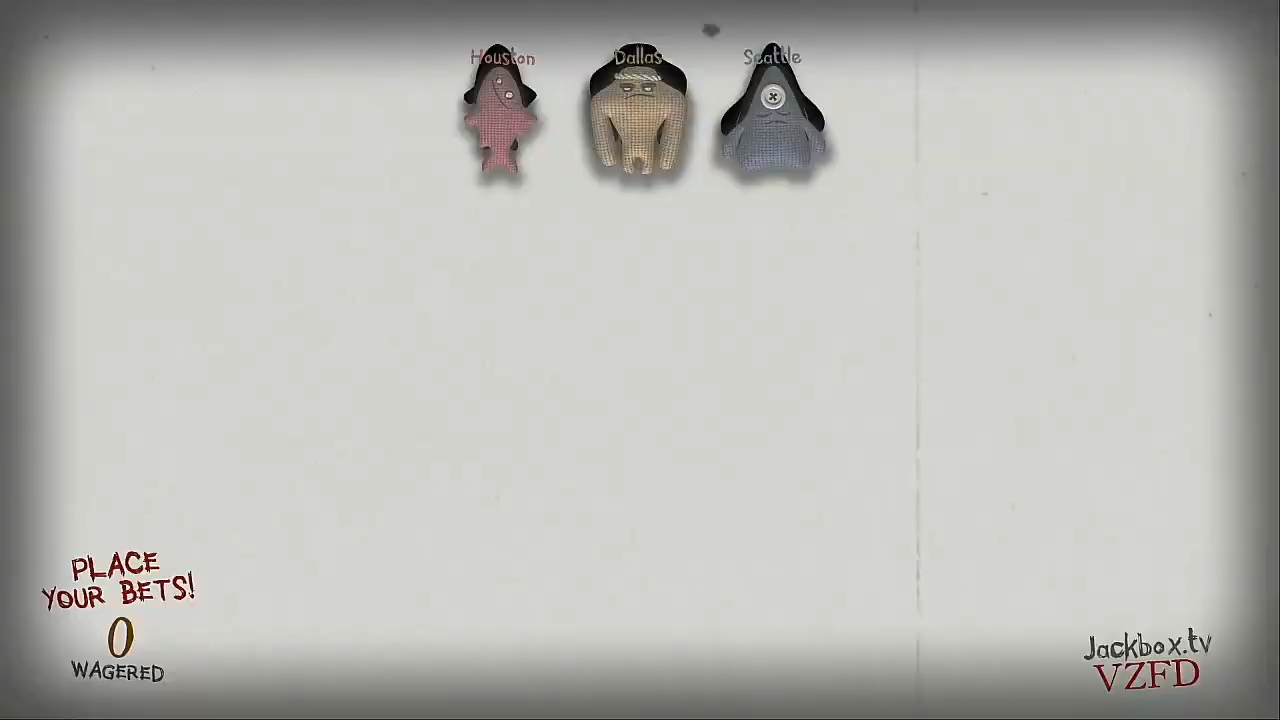 Houston
Dallas
Seattle
PLACE
YOUR BETS!
0
WAGERED
Jackbox.tv
VZFD